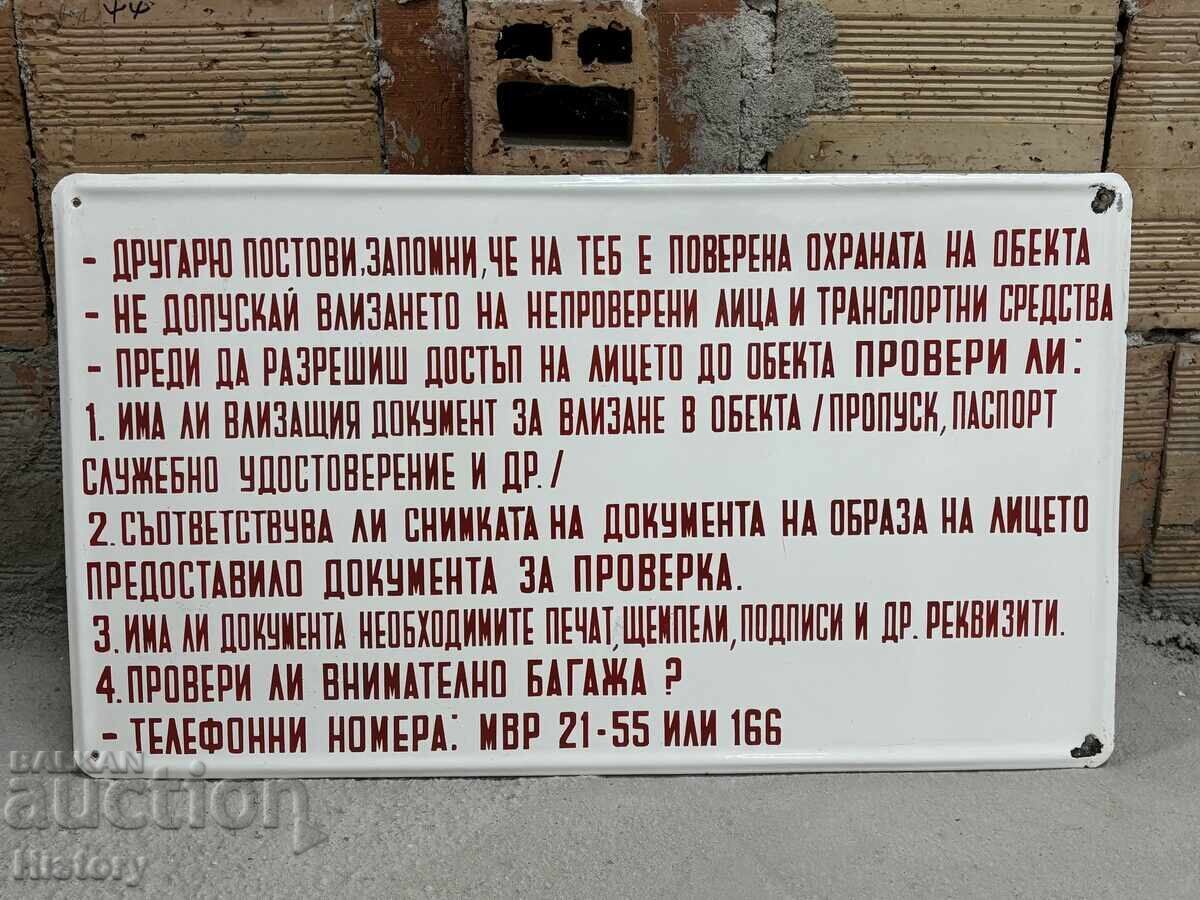 - ДРУГАРЮ ПОСТОВИ, ЗАПОМНИ, ЧЕ НА ТЕБ Е ПОВЕРЕНА ОХРАНАТА НА ОБЕКТА
- НЕ ДОПУСКАЙ ВЛИЗАНЕТО НА НЕПРОВЕРЕНИ ЛИЦА И ТРАНСПОРТНИ СРЕДСТВА
- ПРЕДИ ДА РАЗРЕШИШ ДОСТЪП НА ЛИЦЕТО ДО ОБЕКТА ПРОВЕРИ ЛИ:
1. ИМА ЛИ ВЛИЗАЩИЯ ДОКУМЕНТ ЗА ВЛИЗАНЕ В ОБЕКТА /ПРОПУСК, ПАСПОРТ
СЛУЖЕБНО УДОСТОВЕРЕНИЕ И ДР. /
2. СЪОТВЕТСТВУВА ЛИ СНИМКАТА НА ДОКУМЕНТА НА ОБРАЗА НА ЛИЦЕТО
ПРЕДОСТАВИЛО ДОКУМЕНТА ЗА ПРОВЕРКА.
3. ИМА ЛИ ДОКУМЕНТА НЕОБХОДИМИТЕ ПЕЧАТ, ЩЕМПЕЛИ, ПОДПИСИ И ДР. РЕКВИЗИТИ.
4. ПРОВЕРИ ЛИ ВНИМАТЕЛНО БАГАЖА ?
- ТЕЛЕФОННИ НОМЕРА: МВР 21-55 ИЛИ 166
BALKAN
auction
History